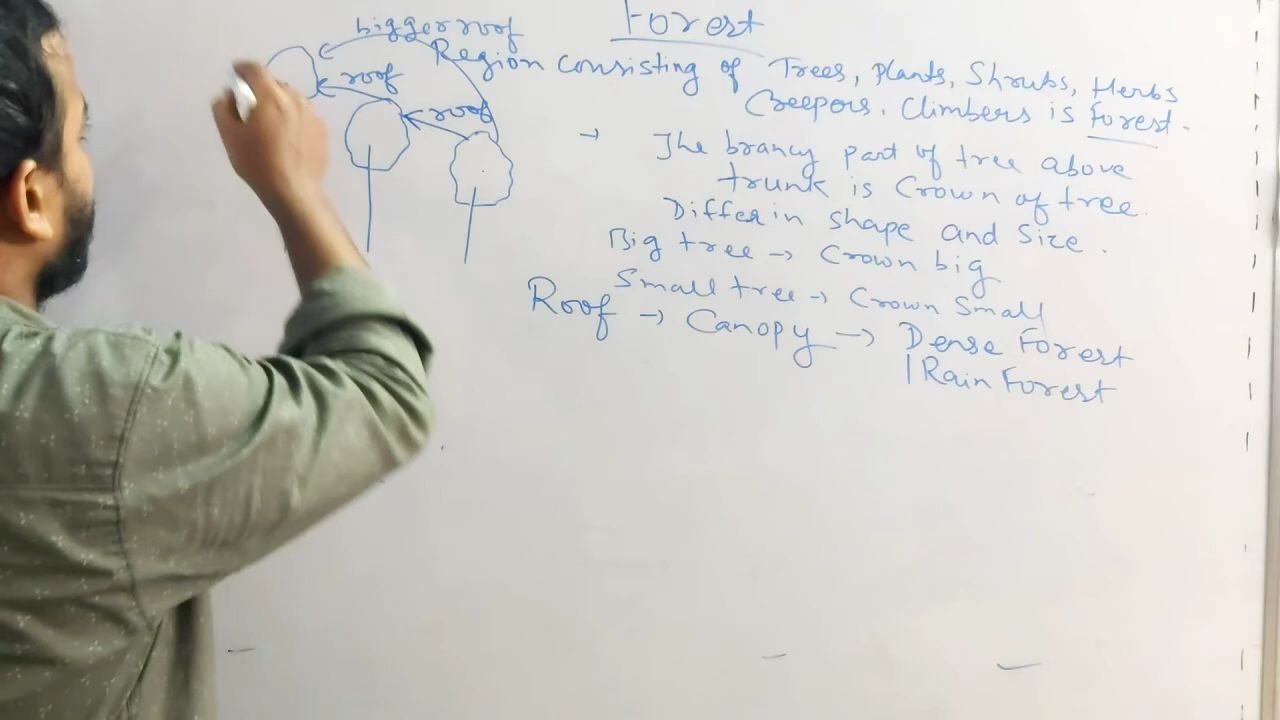 Forest
bigger roof
roof
roof
Region consisting of Trees, Plants, Shrubs, Herbs
Creepors. Climbers is Forest.
→ The brancy part of tree above
trunk is Crown of tree.
Differ in shape and Size.
Big tree → Crown big
Small tree → Crown Small
Roof → Canopy → Dense Forest
| Rain Forest